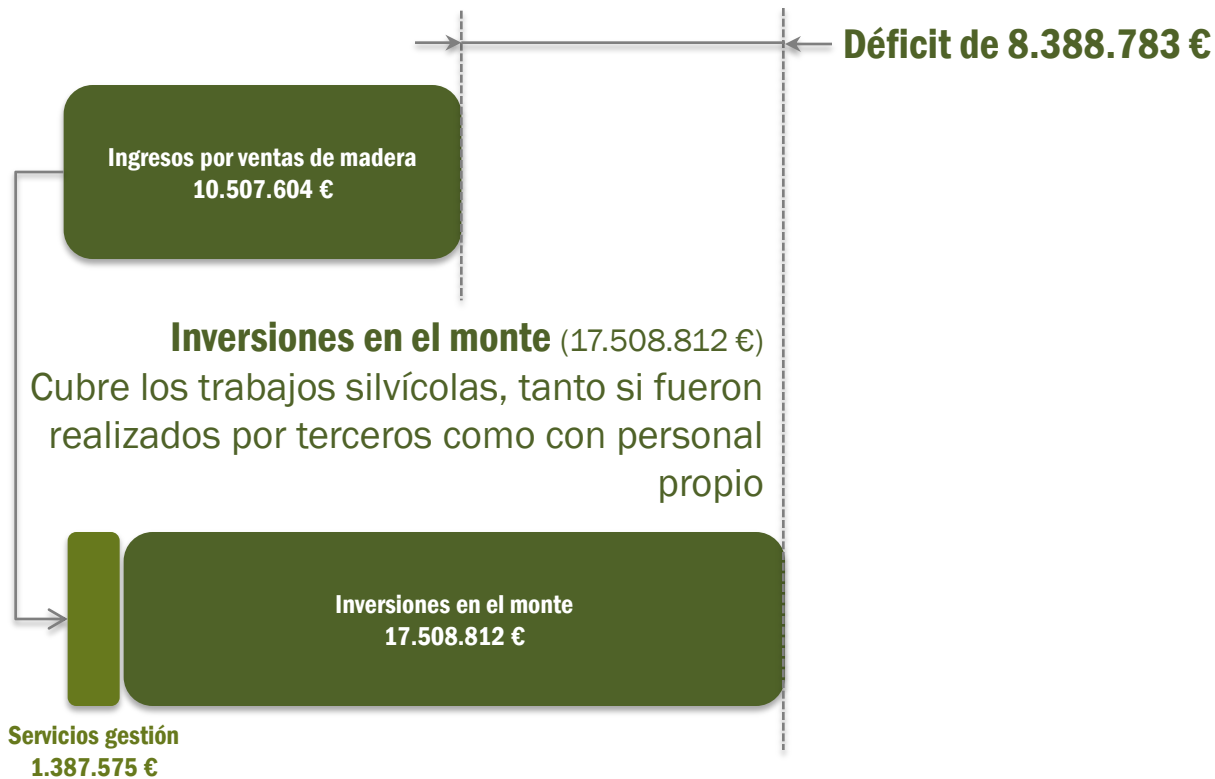 Déficit de 8.388.783 €
Ingresos por ventas de madera
10.507.604 €
Inversiones en el monte (17.508.812 €)
Cubre los trabajos silvícolas, tanto si fueron
realizados por terceros como con personal
propio
Inversiones en el monte
17.508.812 €
Servicios gestión
1.387.575 €